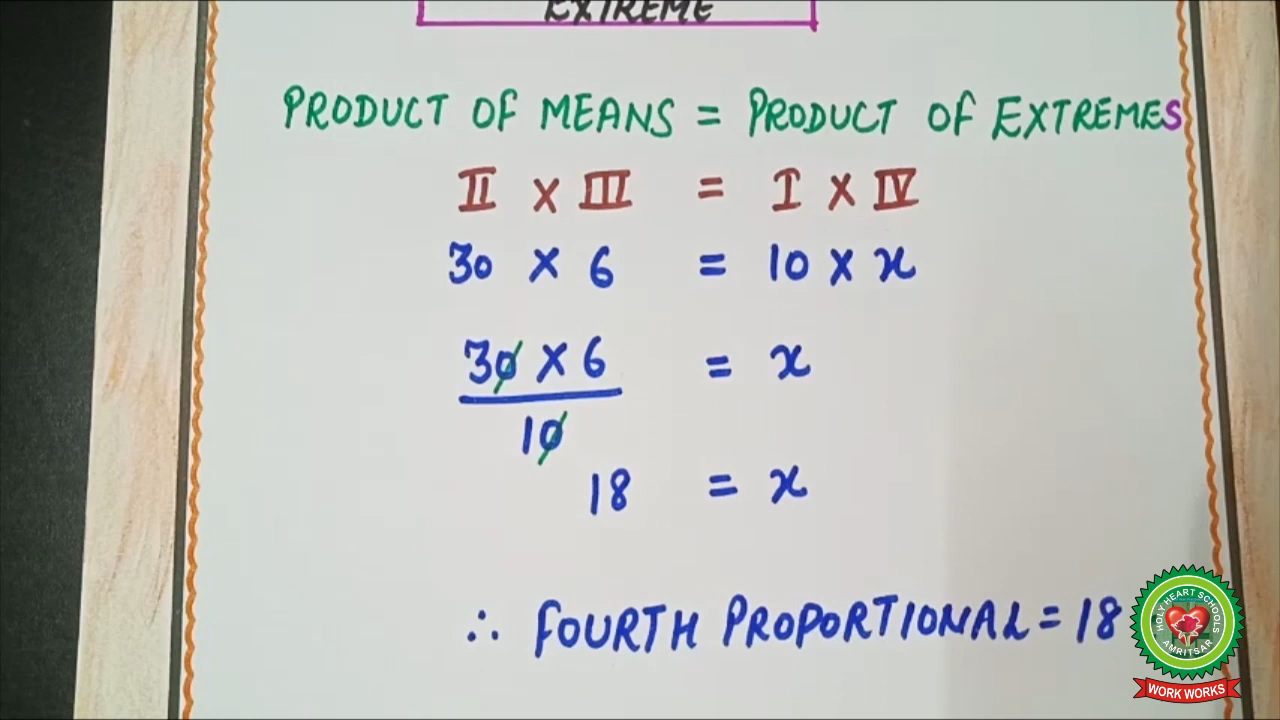 EXTREME
PRODUCT OF MEANS = PRODUCT OF EXTREMES
II X III = I X IV
30 X 6 = 10 X x
30 X 6 = x
10
18 = x
∴ FOURTH PROPORTIONAL = 18
HOLY HEART SCHOOLS
AMRITSAR
WORK WORKS